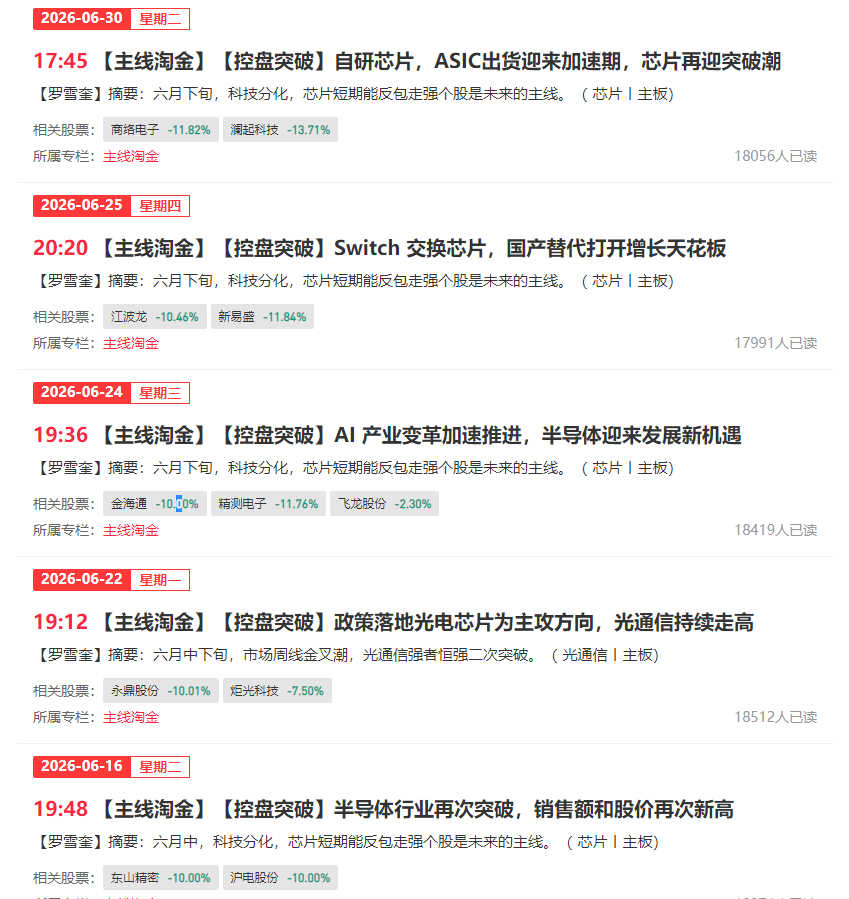 2026-06-30 星期二
17:45 【主线淘金】【控盘突破】自研芯片，ASIC出货迎来加速期，芯片再迎突破潮
【罗雪奎】摘要：六月下旬，科技分化，芯片短期能反包走强个股是未来的主线。（ 芯片丨主板)
相关股票： 商络电子 -11.82% 澜起科技 -13.71%
所属专栏： 主线淘金 18056人已读
2026-06-25 星期四
20:20 【主线淘金】【控盘突破】Switch 交换芯片，国产替代打开增长天花板
【罗雪奎】摘要：六月下旬，科技分化，芯片短期能反包走强个股是未来的主线。（ 芯片丨主板)
相关股票： 江波龙 -10.46% 新易盛 -11.84%
所属专栏： 主线淘金 17991人已读
2026-06-24 星期三
19:36 【主线淘金】【控盘突破】AI 产业变革加速推进，半导体迎来发展新机遇
【罗雪奎】摘要：六月下旬，科技分化，芯片短期能反包走强个股是未来的主线。（ 芯片丨主板)
相关股票： 金海通 -10.00% 精测电子 -11.76% 飞龙股份 -2.30%
所属专栏： 主线淘金 18419人已读
2026-06-22 星期一
19:12 【主线淘金】【控盘突破】政策落地光电芯片为主攻方向，光通信持续走高
【罗雪奎】摘要：六月中下旬，市场周线金叉潮，光通信强者恒强二次突破。（ 光通信丨主板)
相关股票： 永鼎股份 -10.01% 炬光科技 -7.50%
所属专栏： 主线淘金 18512人已读
2026-06-16 星期二
19:48 【主线淘金】【控盘突破】半导体行业再次突破，销售额和股价再次新高
【罗雪奎】摘要：六月中，科技分化，芯片短期能反包走强个股是未来的主线。（ 芯片丨主板)
相关股票： 东山精密 -10.00% 沪电股份 -10.00%